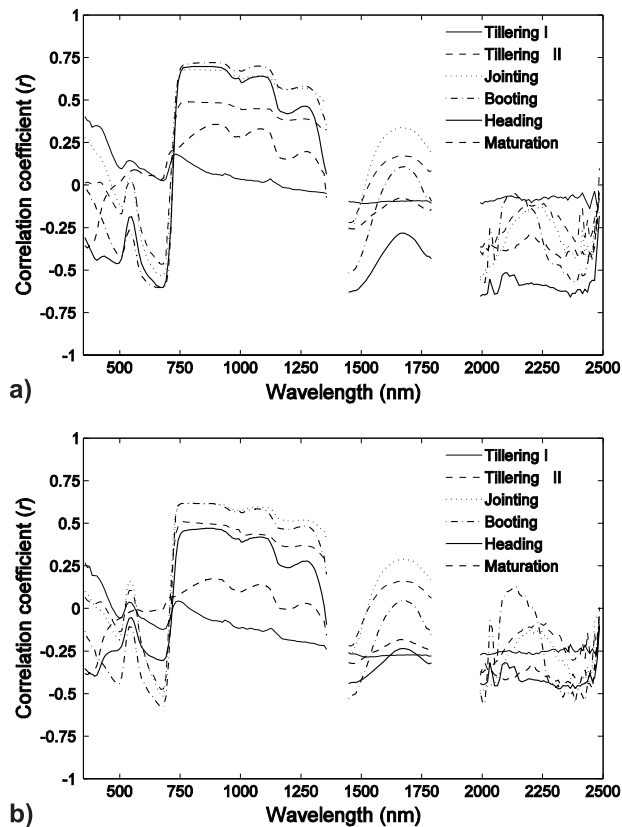 1
0.75
0.5
0.25
0
-0.25
-0.5
-0.75
-1
Correlation coefficient (r)
Tillering I
Tillering II
Jointing
Booting
Heading
Maturation
500 750 1000 1250 1500 1750 2000 2250 2500
Wavelength (nm)
a)
1
0.75
0.5
0.25
0
-0.25
-0.5
-0.75
-1
Correlation coefficient (r)
Tillering I
Tillering II
Jointing
Booting
Heading
Maturation
500 750 1000 1250 1500 1750 2000 2250 2500
Wavelength (nm)
b)